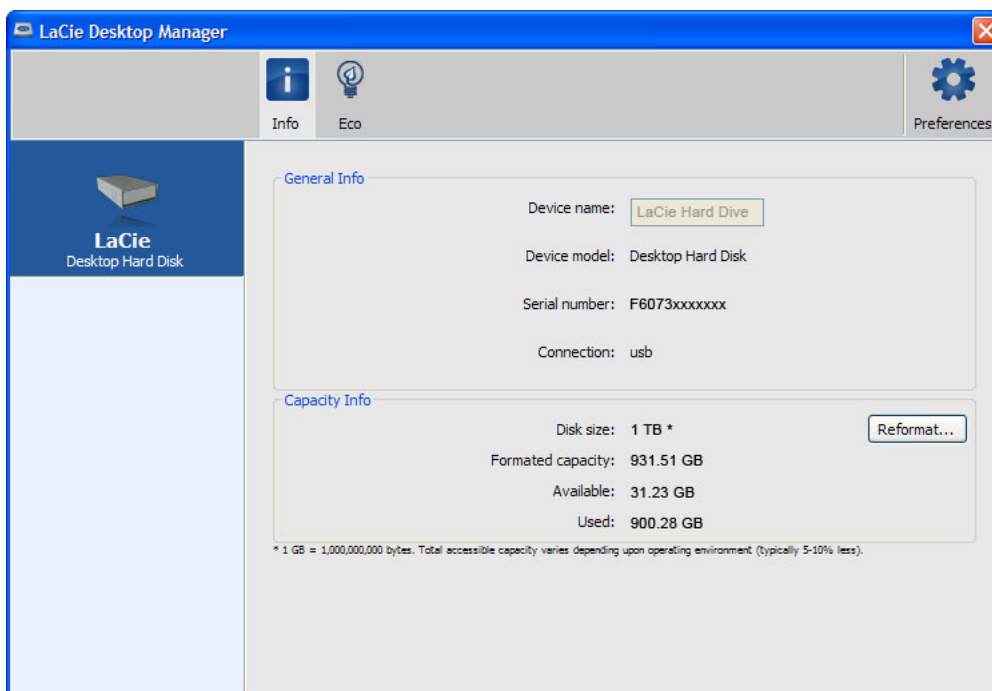 LaCie Desktop Manager
Info
Eco
Preferences
LaCie
Desktop Hard Disk
General Info
Device name: LaCie Hard Dive
Device model: Desktop Hard Disk
Serial number: F6073xxxxxxx
Connection: usb
Capacity Info
Disk size: 1 TB *
Reformat...
Formated capacity: 931.51 GB
Available: 31.23 GB
Used: 900.28 GB
* 1 GB = 1,000,000,000 bytes. Total accessible capacity varies depending upon operating environment (typically 5-10% less).